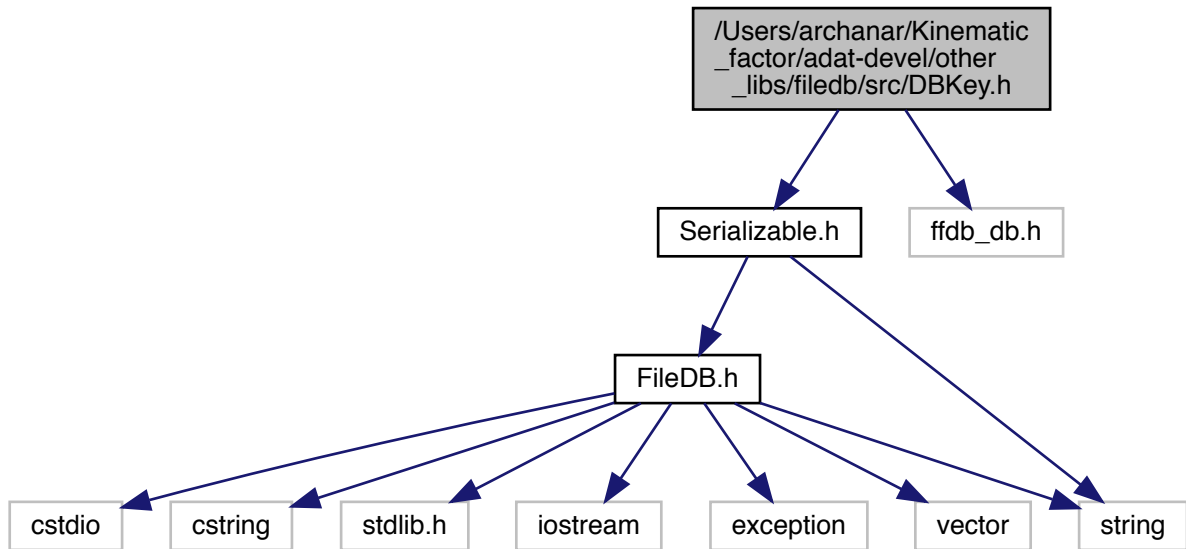 /Users/archanar/Kinematic
_factor/adat-devel/other
_libs/filedb/src/DBKey.h
Serializable.h
ffdb_db.h
FileDB.h
cstdio
cstring
stdlib.h
iostream
exception
vector
string